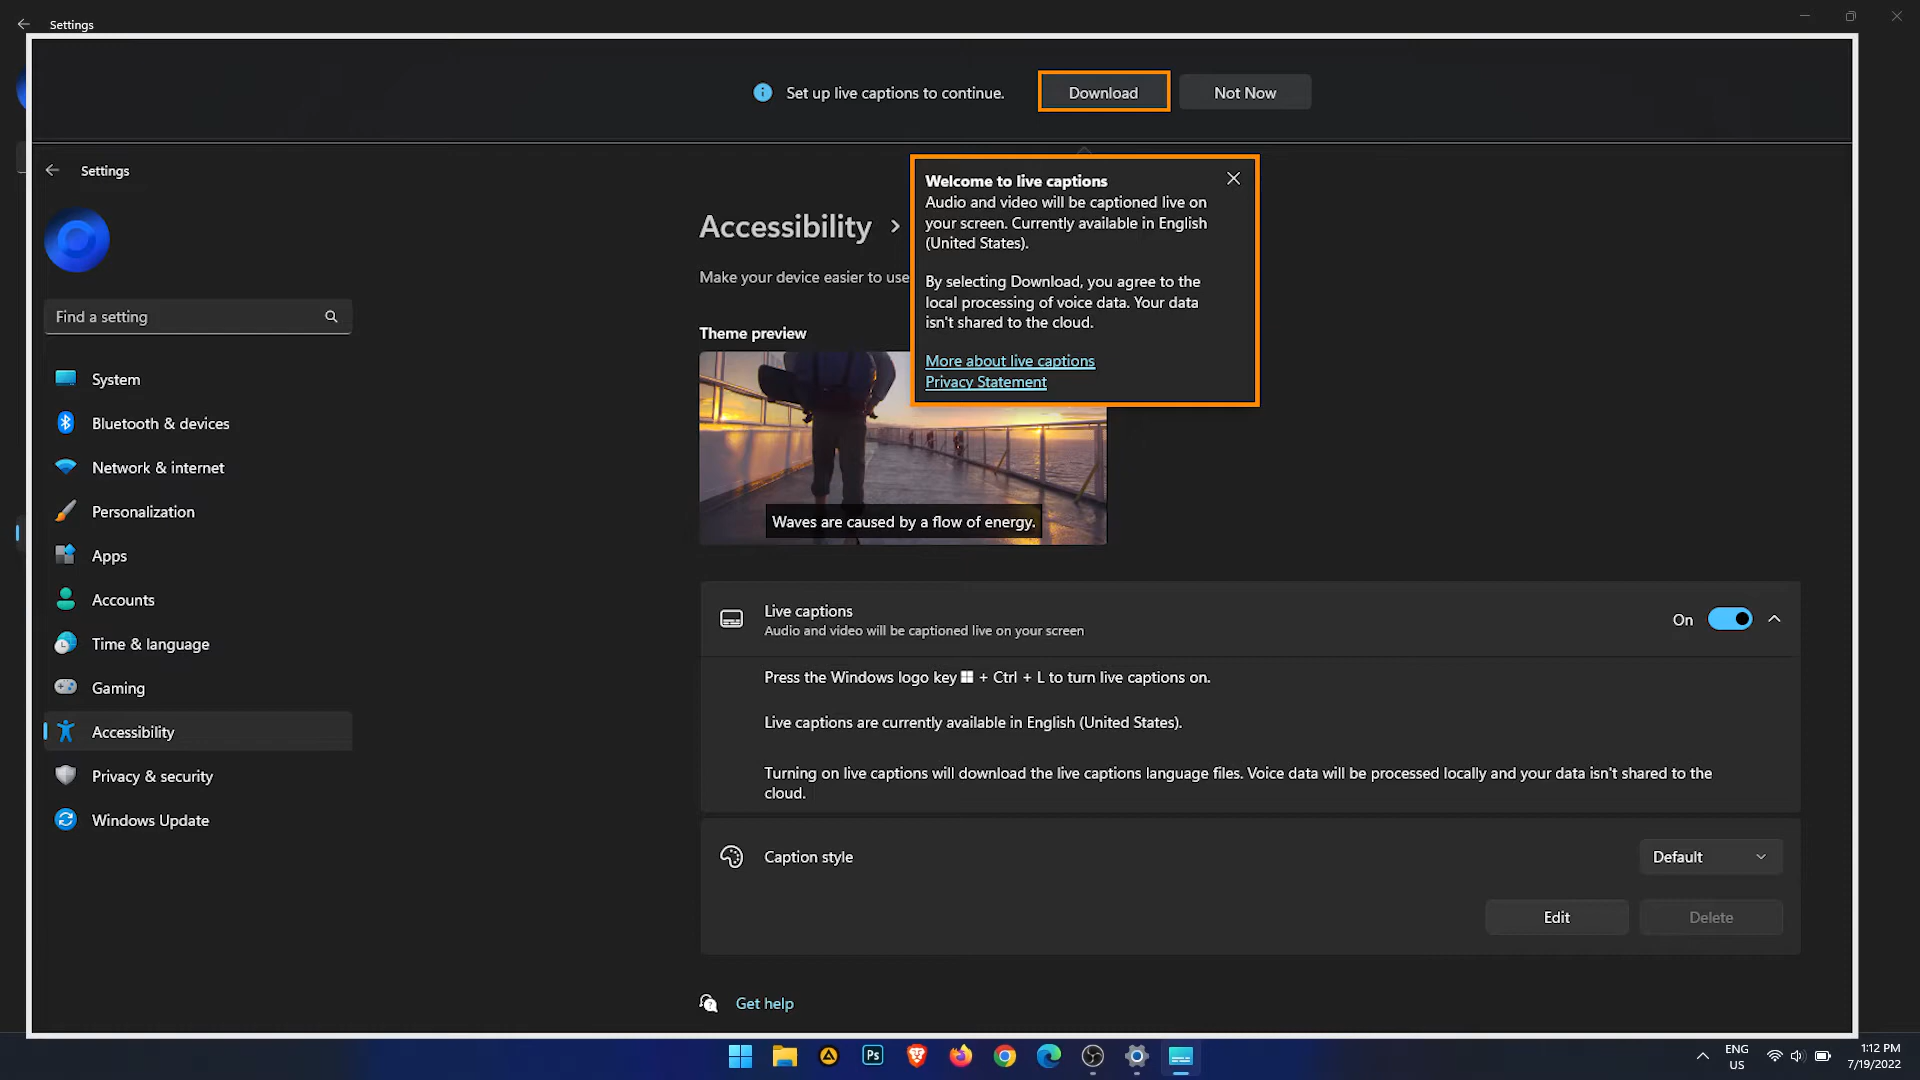 Settings
Set up live captions to continue.
Download
Not Now
Settings
Welcome to live captions
Audio and video will be captioned live on
your screen. Currently available in English
(United States).
By selecting Download, you agree to the
local processing of voice data. Your data
isn't shared to the cloud.
More about live captions
Privacy Statement
Find a setting
System
Bluetooth & devices
Network & internet
Personalization
Apps
Accounts
Time & language
Gaming
Accessibility
Privacy & security
Windows Update
Accessibility
Make your device easier to use
Theme preview
Waves are caused by a flow of energy.
Live captions
Audio and video will be captioned live on your screen
On
Press the Windows logo key + Ctrl + L to turn live captions on.
Live captions are currently available in English (United States).
Turning on live captions will download the live captions language files. Voice data will be processed locally and your data isn't shared to the
cloud.
Caption style
Default
Edit
Delete
Get help
Ps
ENG
US
1:12 PM
7/19/2022